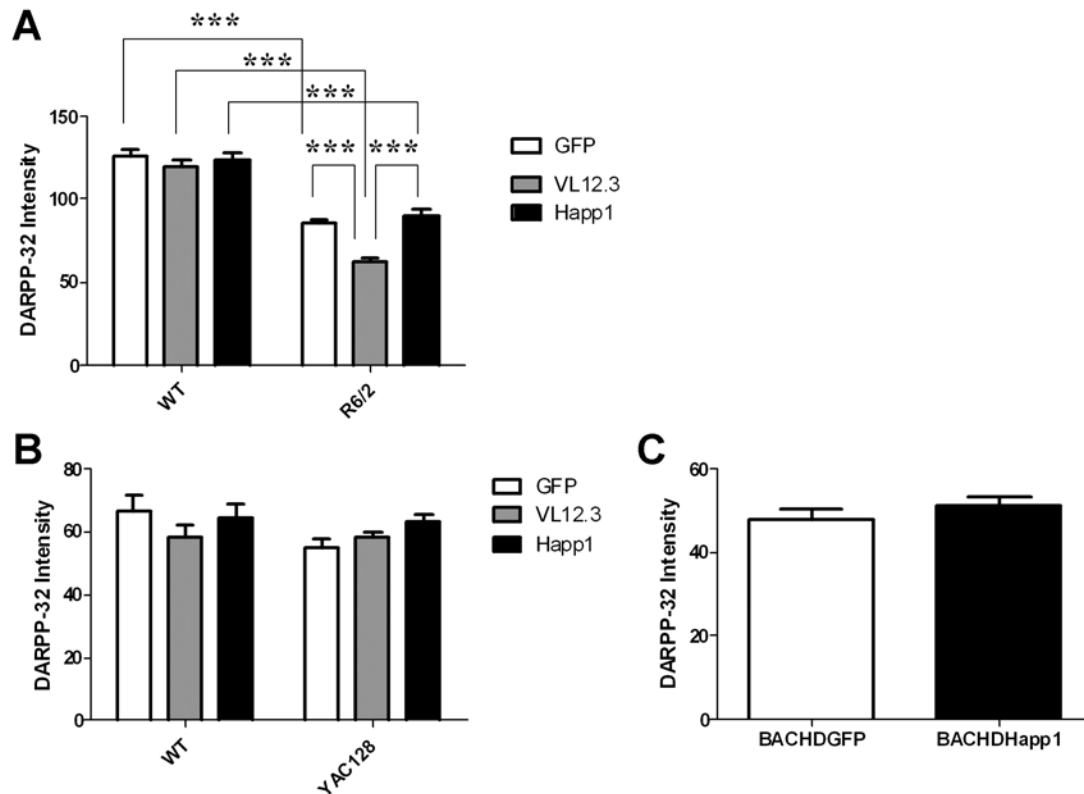 A
***
***
***
***
***
150
100
50
0
DARPP-32 Intensity
WT
R6/2
GFP
VL12.3
Happ1
B
80
60
40
20
0
DARPP-32 Intensity
WT
YAC128
GFP
VL12.3
Happ1
C
60
40
20
0
DARPP-32 Intensity
BACHDGFP
BACHDHapp1